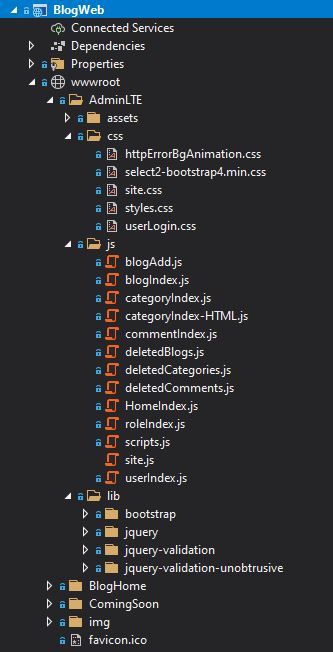 BlogWeb
Connected Services
Dependencies
Properties
wwwroot
AdminLTE
assets
css
httpErrorBgAnimation.css
select2-bootstrap4.min.css
site.css
styles.css
userLogin.css
js
blogAdd.js
blogIndex.js
categoryIndex.js
categoryIndex-HTML.js
commentIndex.js
deletedBlogs.js
deletedCategories.js
deletedComments.js
HomeIndex.js
roleIndex.js
scripts.js
site.js
userIndex.js
lib
bootstrap
jquery
jquery-validation
jquery-validation-unobtrusive
BlogHome
ComingSoon
img
favicon.ico